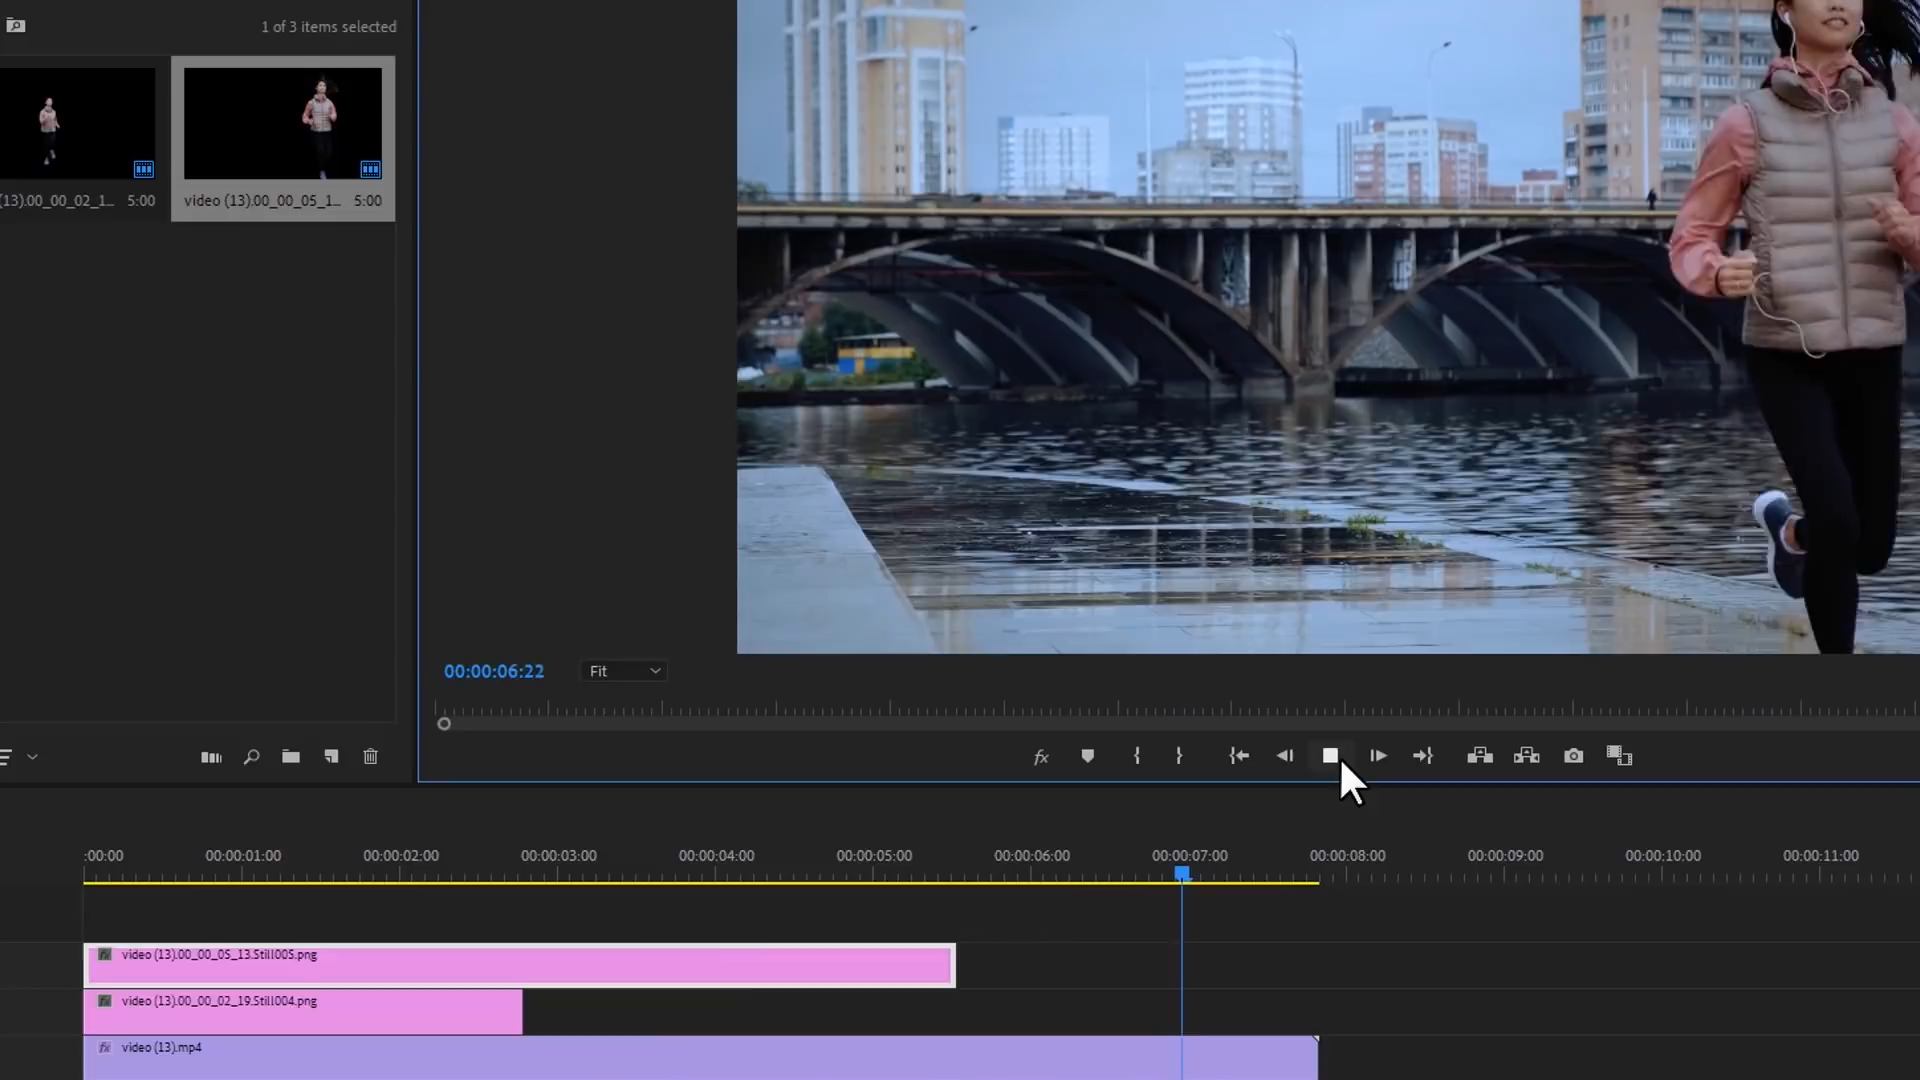 1 of 3 items selected
(13).00_00_02_1... 5:00
video (13).00_00_05_1... 5:00
00:00:06:22
Fit
:00:00 00:00:01:00 00:00:02:00 00:00:03:00 00:00:04:00 00:00:05:00 00:00:06:00 00:00:07:00 00:00:08:00 00:00:09:00 00:00:10:00 00:00:11:00
fx video (13).00_00_05_13.Still005.png
fx video (13).00_00_02_19.Still004.png
fx video (13).mp4